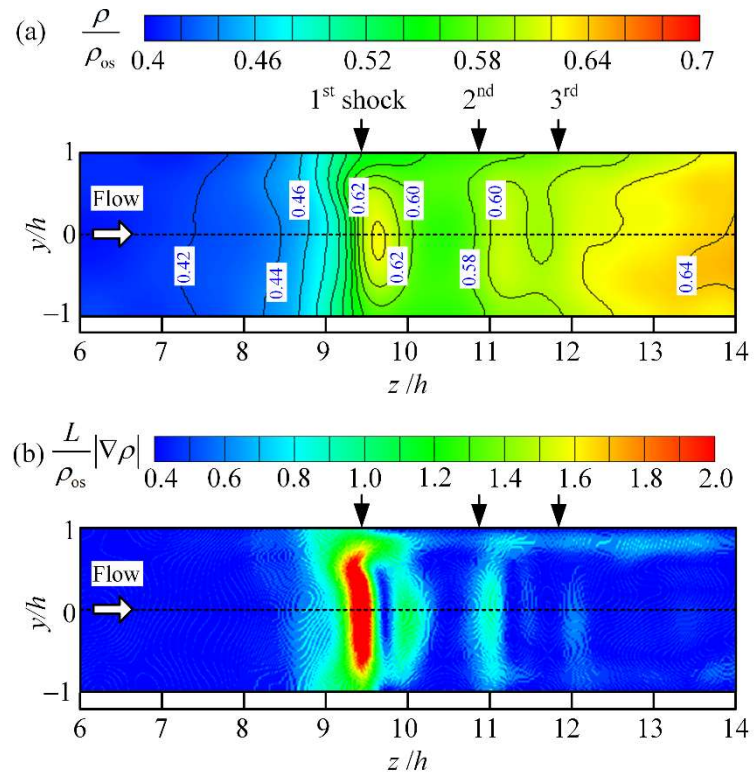 (a) ρ/ρos 0.4 0.46 0.52 0.58 0.64 0.7
1st shock 2nd 3rd
1 0 −1
y/h
Flow
0.42 0.44 0.46 0.62 0.60 0.62 0.58 0.60 0.64
6 7 8 9 10 11 12 13 14
z /h
(b) L/ρos |∇ρ| 0.4 0.6 0.8 1.0 1.2 1.4 1.6 1.8 2.0
1 0 −1
y/h
Flow
6 7 8 9 10 11 12 13 14
z /h